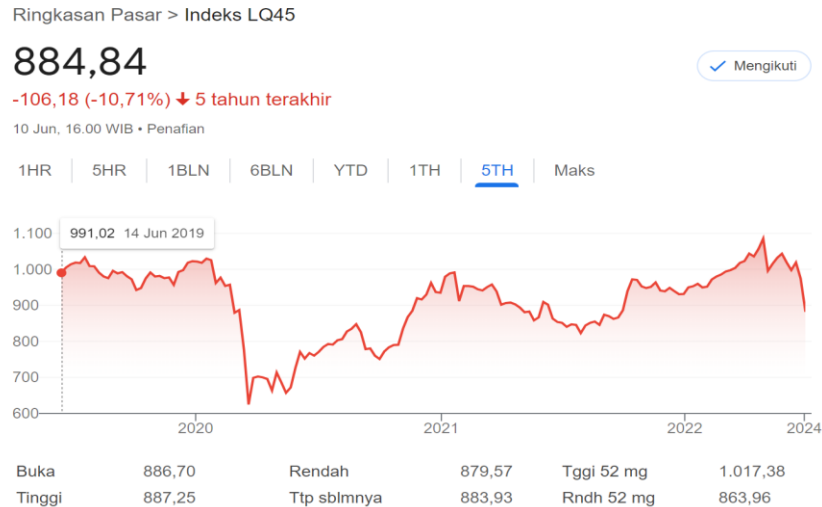 Ringkasan Pasar > Indeks LQ45
884,84
Mengikuti
-106,18 (-10,71%) ↓ 5 tahun terakhir
10 Jun, 16.00 WIB • Penafian
1HR 5HR 1BLN 6BLN YTD 1TH 5TH Maks
991,02 14 Jun 2019
1.100
1.000
900
800
700
600
2020 2021 2022 2024
Buka 886,70 Rendah 879,57 Tggi 52 mg 1.017,38
Tinggi 887,25 Ttp sblmnya 883,93 Rndh 52 mg 863,96